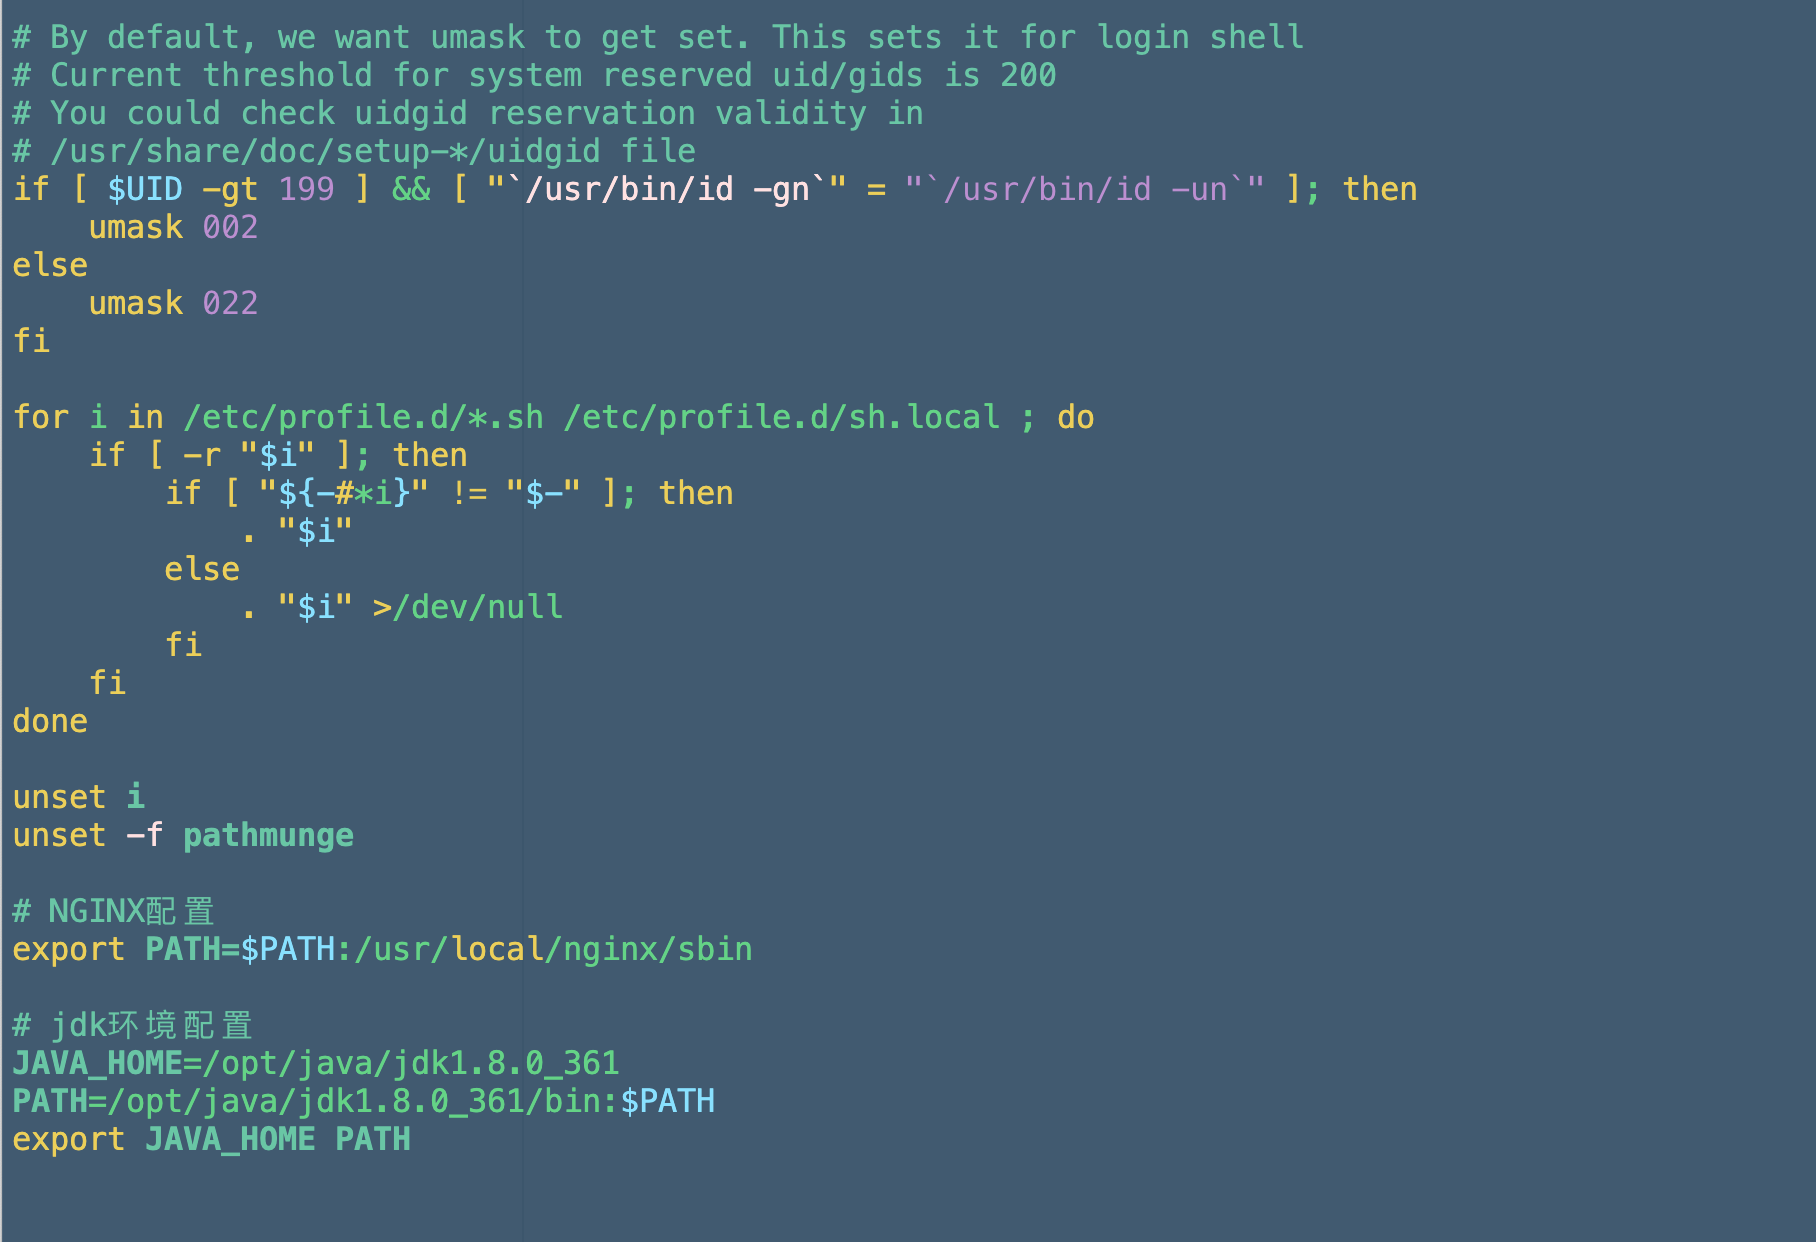 # By default, we want umask to get set. This sets it for login shell
# Current threshold for system reserved uid/gids is 200
# You could check uidgid reservation validity in
# /usr/share/doc/setup-*/uidgid file
if [ $UID -gt 199 ] && [ "`/usr/bin/id -gn`" = "`/usr/bin/id -un`" ]; then
    umask 002
else
    umask 022
fi

for i in /etc/profile.d/*.sh /etc/profile.d/sh.local ; do
    if [ -r "$i" ]; then
        if [ "${-#*i}" != "$-" ]; then
            . "$i"
        else
            . "$i" >/dev/null
        fi
    fi
done

unset i
unset -f pathmunge

# NGINX配置
export PATH=$PATH:/usr/local/nginx/sbin

# jdk环境配置
JAVA_HOME=/opt/java/jdk1.8.0_361
PATH=/opt/java/jdk1.8.0_361/bin:$PATH
export JAVA_HOME PATH